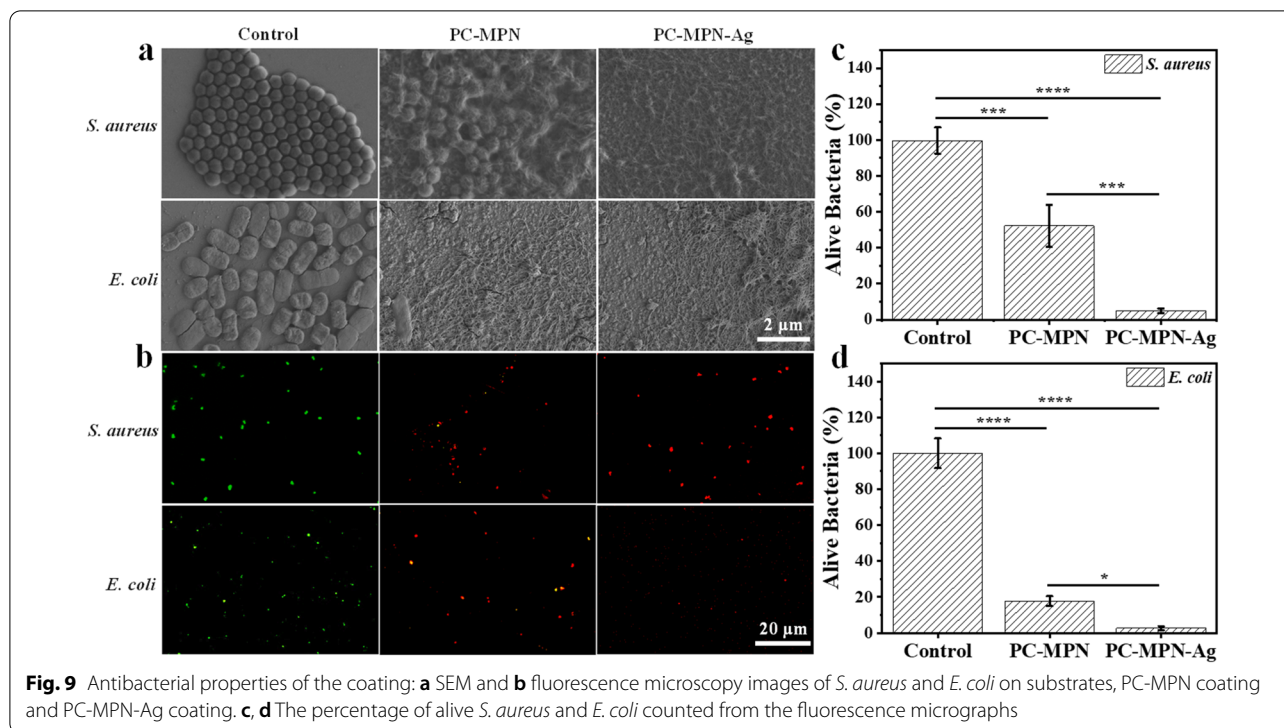 Control PC-MPN PC-MPN-Ag
a
S. aureus
E. coli
2 µm
b
S. aureus
E. coli
20 µm
c
S. aureus
Alive Bacteria (%)
140
120
100
80
60
40
20
0
****
***
***
Control PC-MPN PC-MPN-Ag
d
E. coli
Alive Bacteria (%)
140
120
100
80
60
40
20
0
****
****
*
Control PC-MPN PC-MPN-Ag
Fig. 9 Antibacterial properties of the coating: a SEM and b fluorescence microscopy images of S. aureus and E. coli on substrates, PC-MPN coating
and PC-MPN-Ag coating. c, d The percentage of alive S. aureus and E. coli counted from the fluorescence micrographs